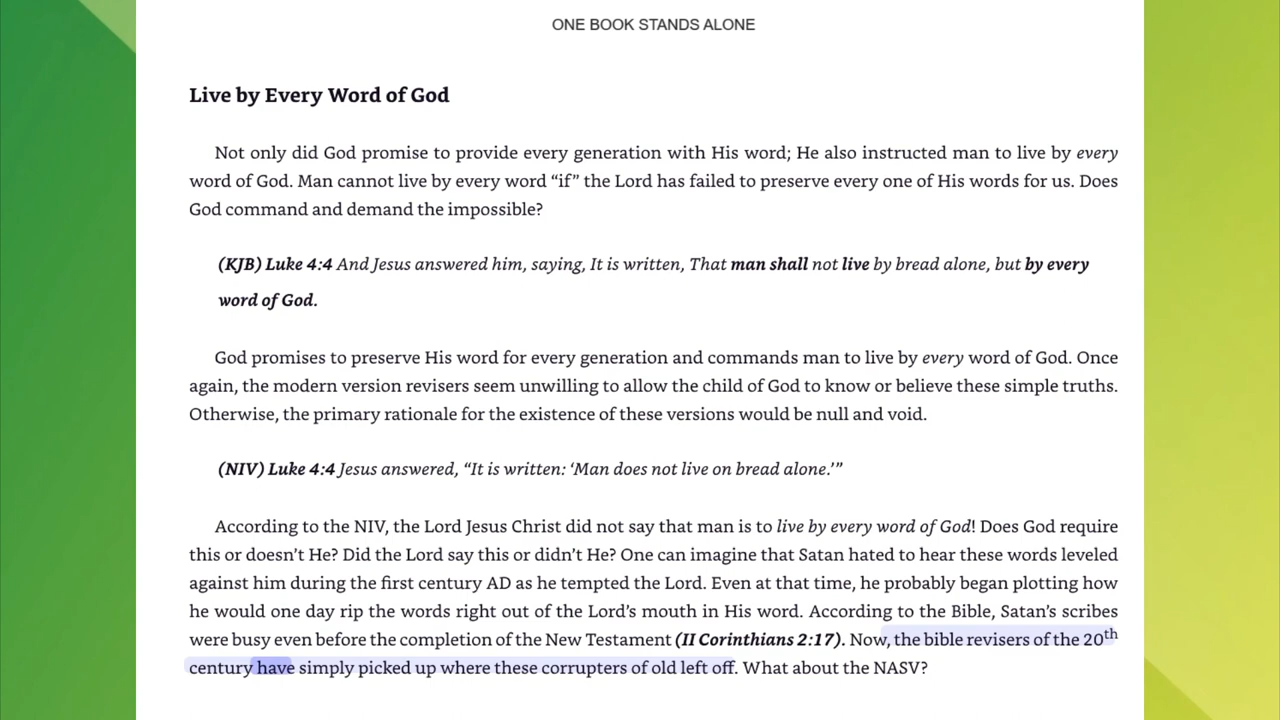 ONE BOOK STANDS ALONE
Live by Every Word of God
Not only did God promise to provide every generation with His word; He also instructed man to live by every
word of God. Man cannot live by every word “if” the Lord has failed to preserve every one of His words for us. Does
God command and demand the impossible?
(KJB) Luke 4:4 And Jesus answered him, saying, It is written, That man shall not live by bread alone, but by every
word of God.
God promises to preserve His word for every generation and commands man to live by every word of God. Once
again, the modern version revisers seem unwilling to allow the child of God to know or believe these simple truths.
Otherwise, the primary rationale for the existence of these versions would be null and void.
(NIV) Luke 4:4 Jesus answered, “It is written: ‘Man does not live on bread alone.’”
According to the NIV, the Lord Jesus Christ did not say that man is to live by every word of God! Does God require
this or doesn’t He? Did the Lord say this or didn’t He? One can imagine that Satan hated to hear these words leveled
against him during the first century AD as he tempted the Lord. Even at that time, he probably began plotting how
he would one day rip the words right out of the Lord’s mouth in His word. According to the Bible, Satan’s scribes
were busy even before the completion of the New Testament (II Corinthians 2:17). Now, the bible revisers of the 20th
century have simply picked up where these corrupters of old left off. What about the NASV?